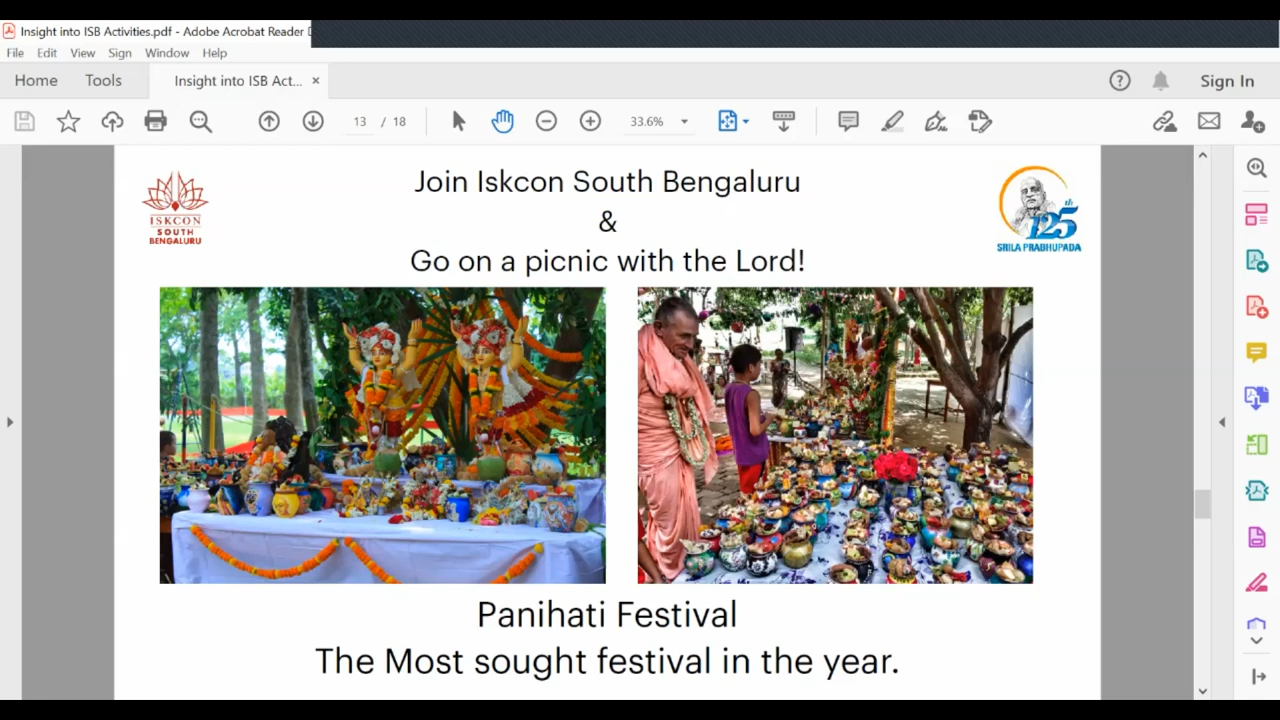 Insight into ISB Activities.pdf - Adobe Acrobat Reader D
File Edit View Sign Window Help
Home Tools Insight into ISB Act... × Sign In
13 / 18 33.6%
Join Iskcon South Bengaluru
&
Go on a picnic with the Lord!
ISKCON
SOUTH
BENGALURU
125th
SRILA PRABHUPADA
Panihati Festival
The Most sought festival in the year.